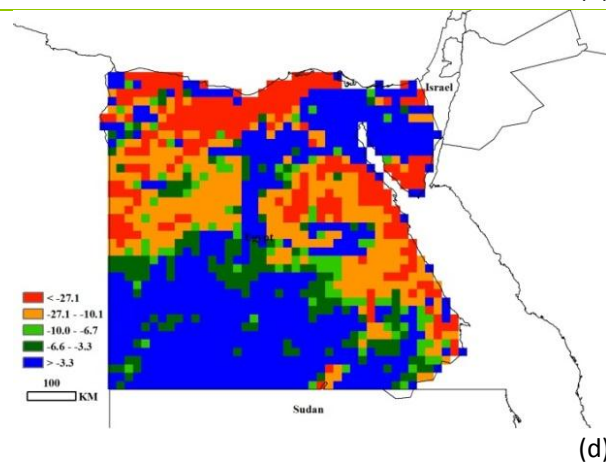 Israel
Egypt
< -27.1
-27.1 - -10.1
-10.0 - -6.7
-6.6 - -3.3
> -3.3
100
KM
Sudan
(d)